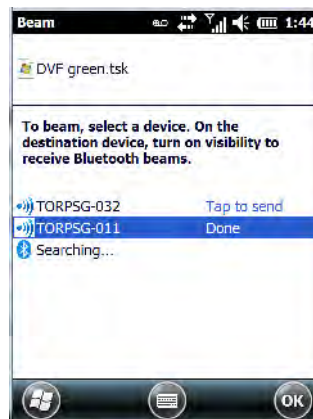 Beam 1:44
DVF green.tsk
To beam, select a device. On the
destination device, turn on visibility to
receive Bluetooth beams.
TORPSG-032 Tap to send
TORPSG-011 Done
Searching...
OK